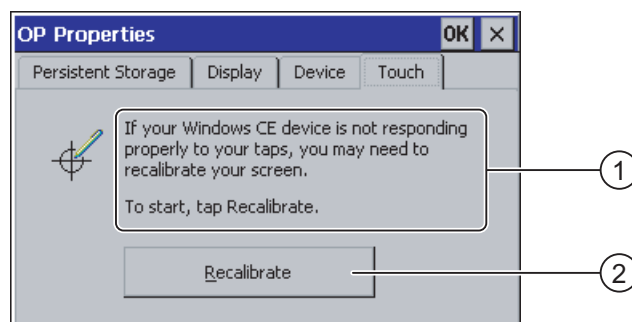 OP Properties OK ×
Persistent Storage Display Device Touch
If your Windows CE device is not responding
properly to your taps, you may need to
recalibrate your screen.
To start, tap Recalibrate.
1
Recalibrate
2